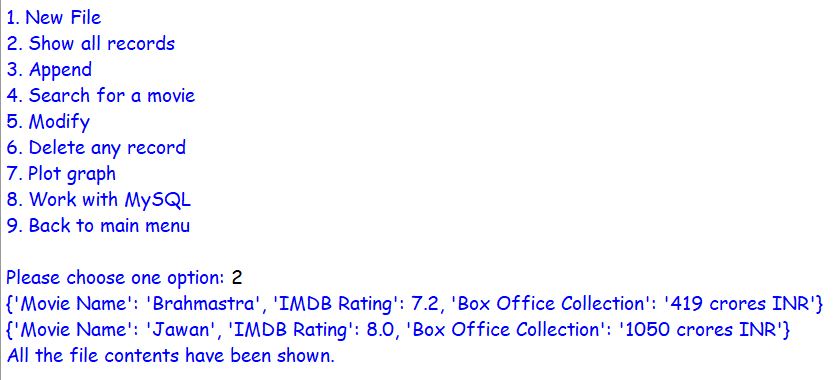 1. New File
2. Show all records
3. Append
4. Search for a movie
5. Modify
6. Delete any record
7. Plot graph
8. Work with MySQL
9. Back to main menu
Please choose one option: 2
{'Movie Name': 'Brahmastra', 'IMDB Rating': 7.2, 'Box Office Collection': '419 crores INR'}
{'Movie Name': 'Jawan', 'IMDB Rating': 8.0, 'Box Office Collection': '1050 crores INR'}
All the file contents have been shown.